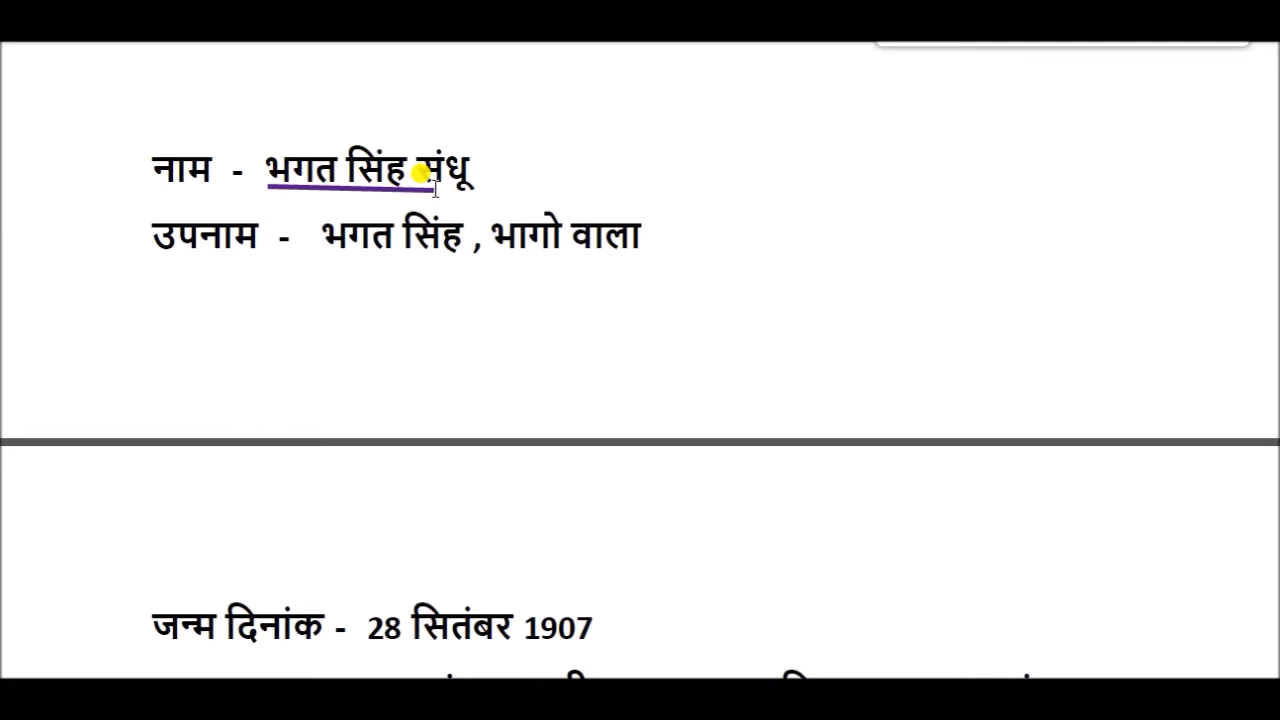 नाम - भगत सिंह संधू
उपनाम - भगत सिंह , भागो वाला
जन्म दिनांक - 28 सितंबर 1907